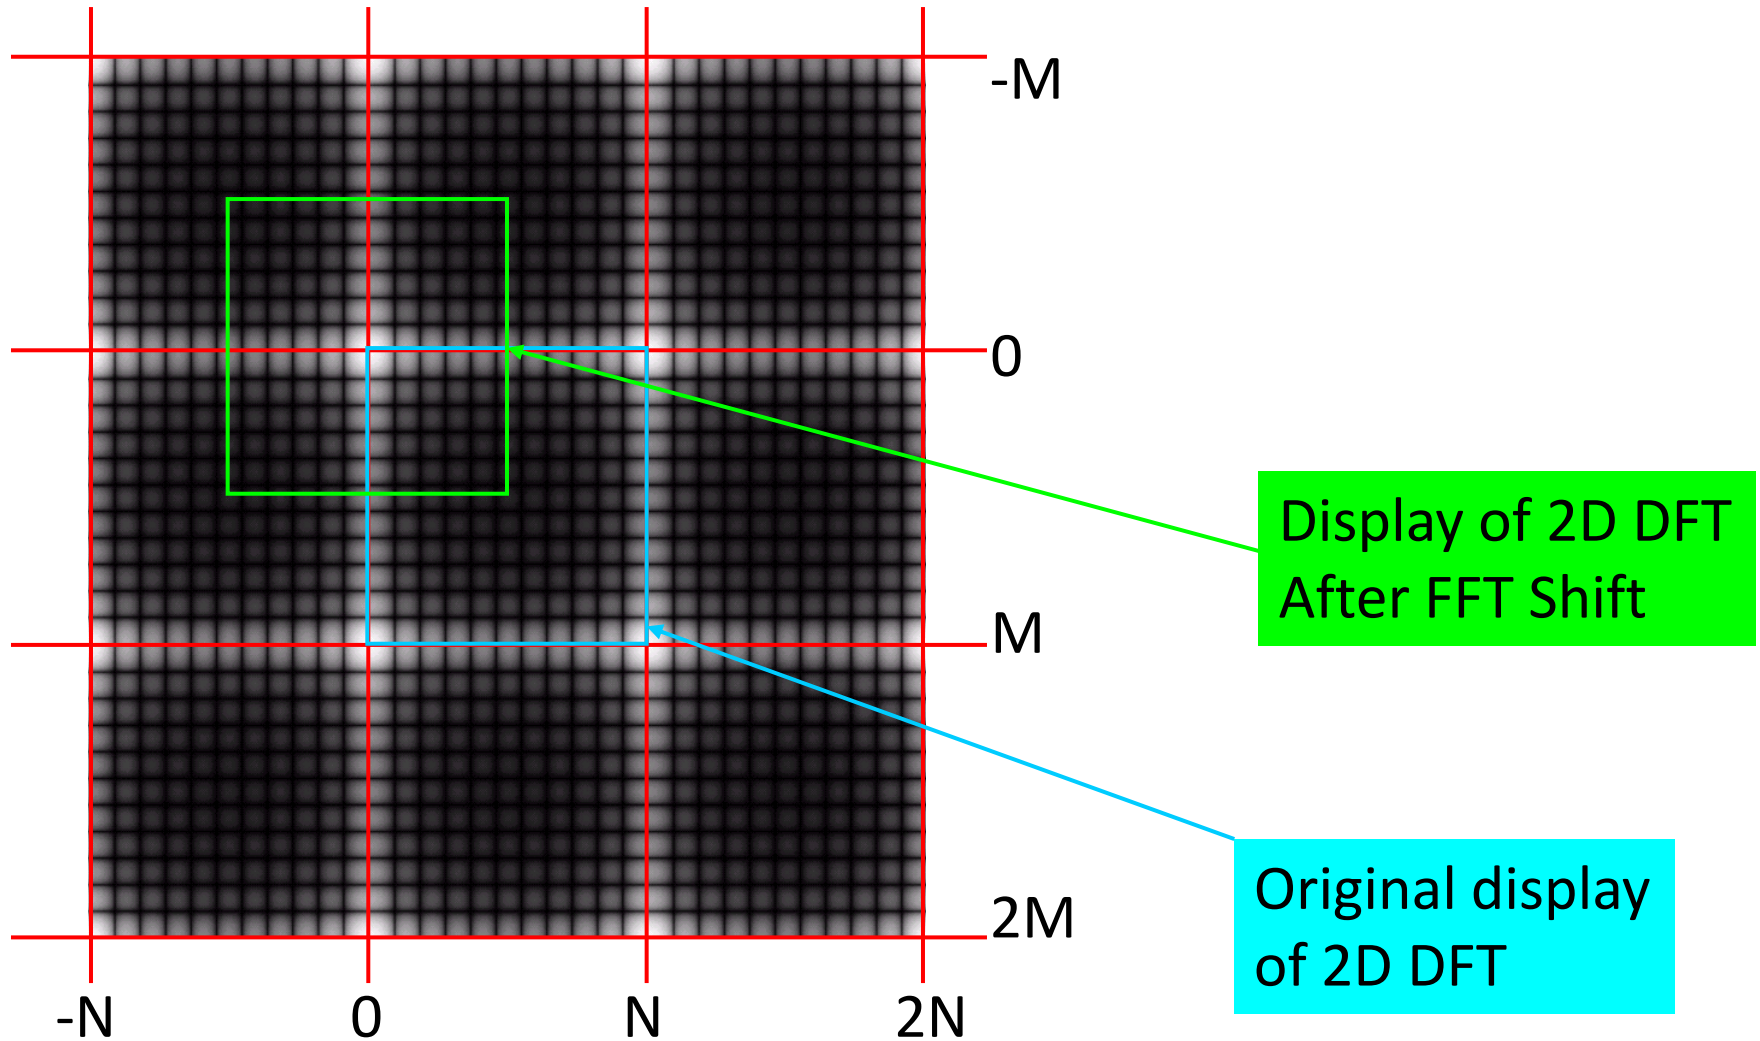 -M
0
Display of 2D DFT
After FFT Shift
M
Original display
of 2D DFT
2M
-N
0
N
2N